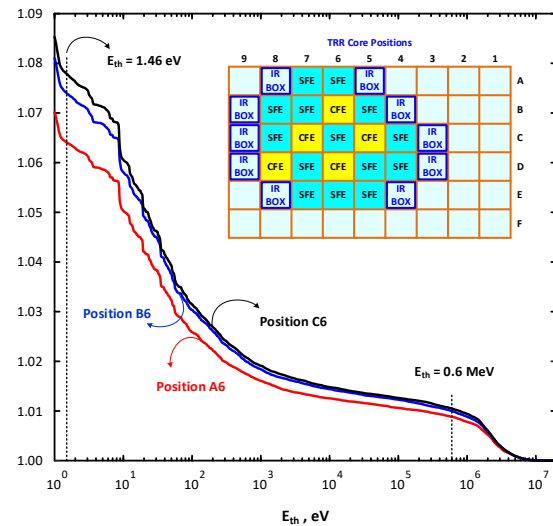 TRR Core Positions
9 8 7 6 5 4 3 2 1
IR BOX SFE SFE IR BOX A
IR BOX SFE SFE CFE SFE IR BOX B
IR BOX SFE CFE SFE CFE SFE IR BOX C
IR BOX CFE SFE CFE SFE SFE IR BOX D
IR BOX SFE SFE SFE IR BOX E
F
E_th = 1.46 eV
Position B6
Position C6
Position A6
E_th = 0.6 MeV
1.09
1.08
1.07
1.06
1.05
1.04
1.03
1.02
1.01
1.00
10^0 10^1 10^2 10^3 10^4 10^5 10^6 10^7
E_th , eV